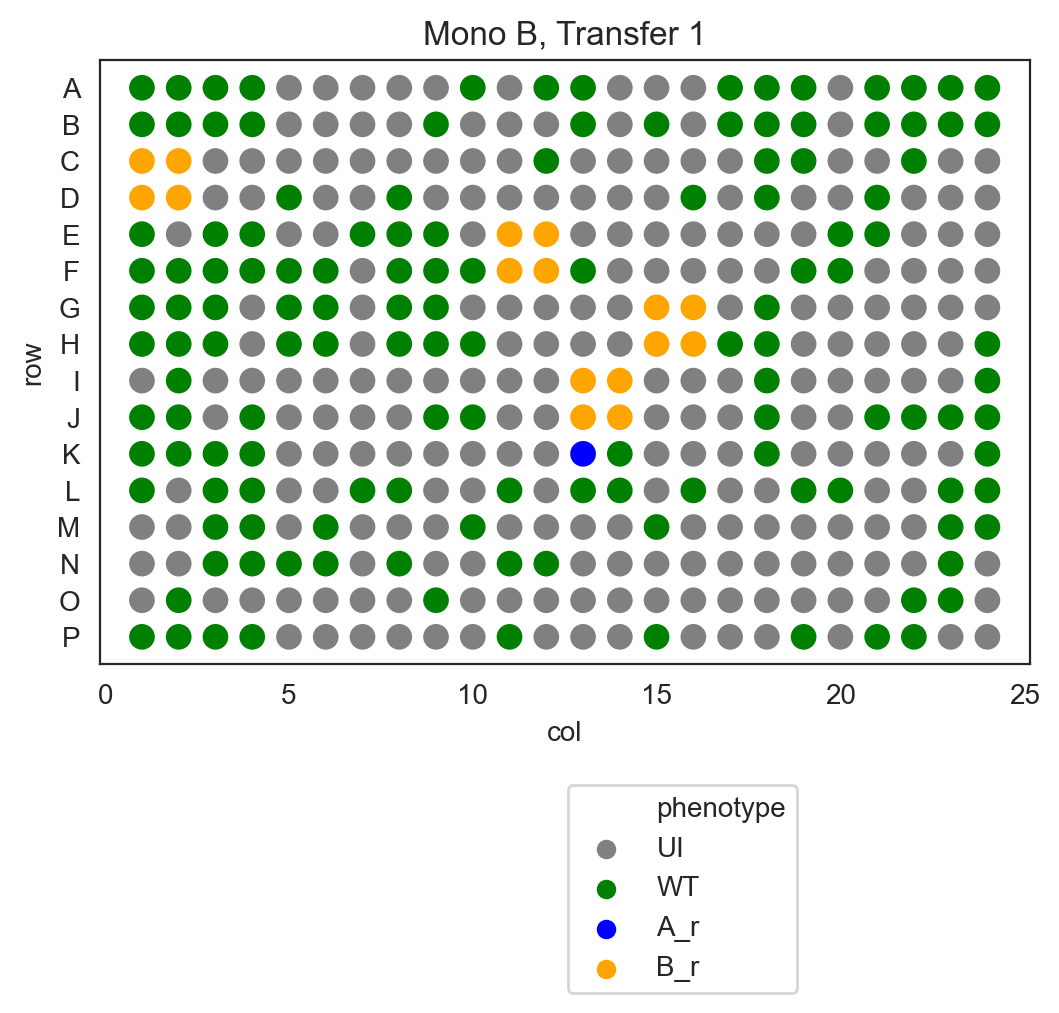 Mono B, Transfer 1
A
B
C
D
E
F
G
H
I
J
K
L
M
N
O
P
row
0 5 10 15 20 25
col
phenotype
UI
WT
A_r
B_r